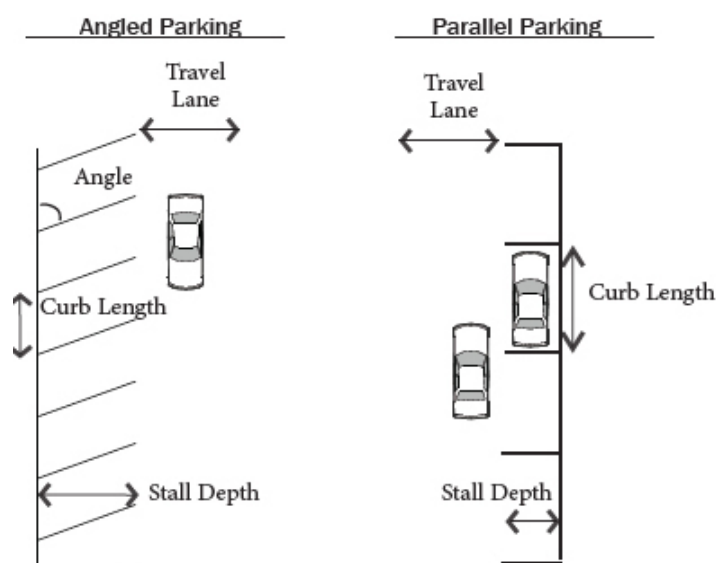 Angled Parking
Parallel Parking
Travel
Lane
Travel
Lane
Angle
Curb Length
Curb Length
Stall Depth
Stall Depth